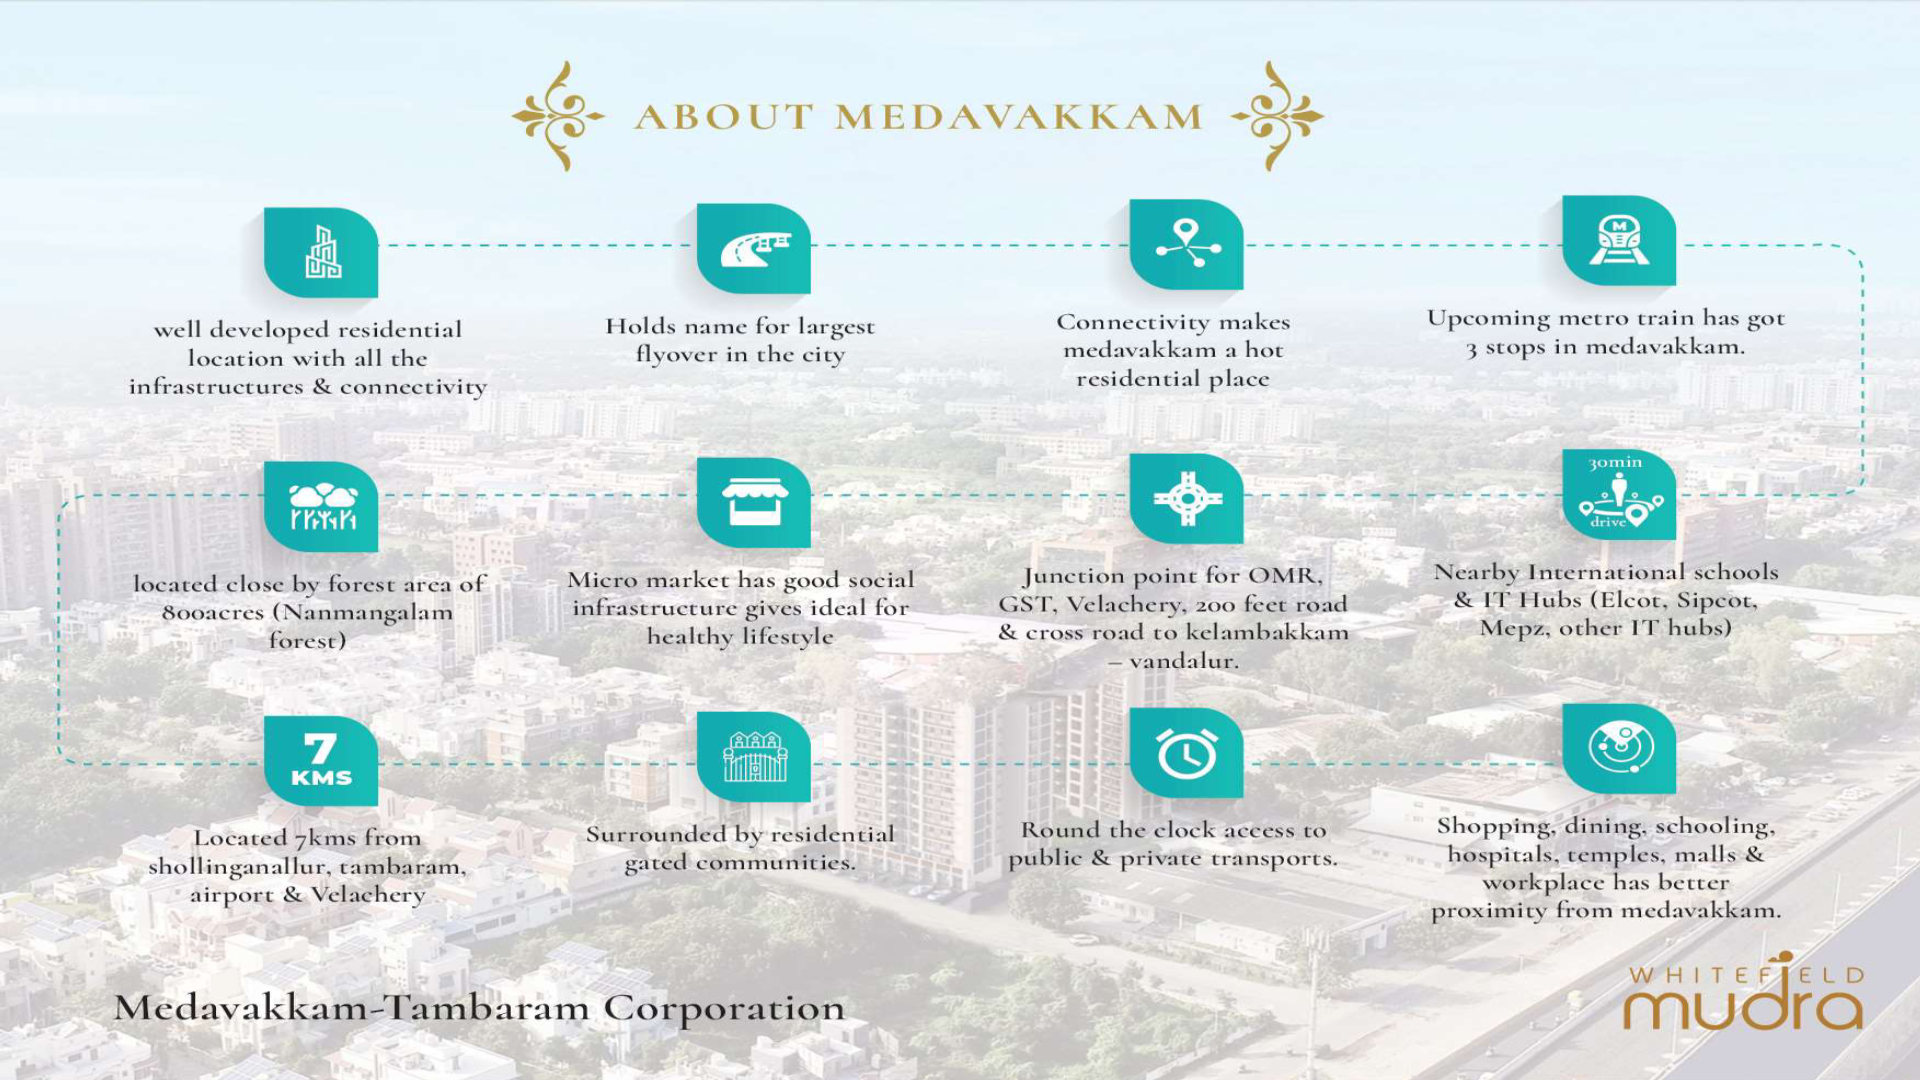 ABOUT MEDAVAKKAM
well developed residential
location with all the
infrastructures & connectivity
Holds name for largest
flyover in the city
Connectivity makes
medavakkam a hot
residential place
M
Upcoming metro train has got
3 stops in medavakkam.
located close by forest area of
800acres (Nanmangalam
forest)
Micro market has good social
infrastructure gives ideal for
healthy lifestyle
Junction point for OMR,
GST, Velachery, 200 feet road
& cross road to kelambakkam
– vandalur.
30min
drive
Nearby International schools
& IT Hubs (Elcot, Sipcot,
Mepz, other IT hubs)
7
KMS
Located 7kms from
shollinganallur, tambaram,
airport & Velachery
Surrounded by residential
gated communities.
Round the clock access to
public & private transports.
Shopping, dining, schooling,
hospitals, temples, malls &
workplace has better
proximity from medavakkam.
Medavakkam-Tambaram Corporation
WHITEFIELD
mudra